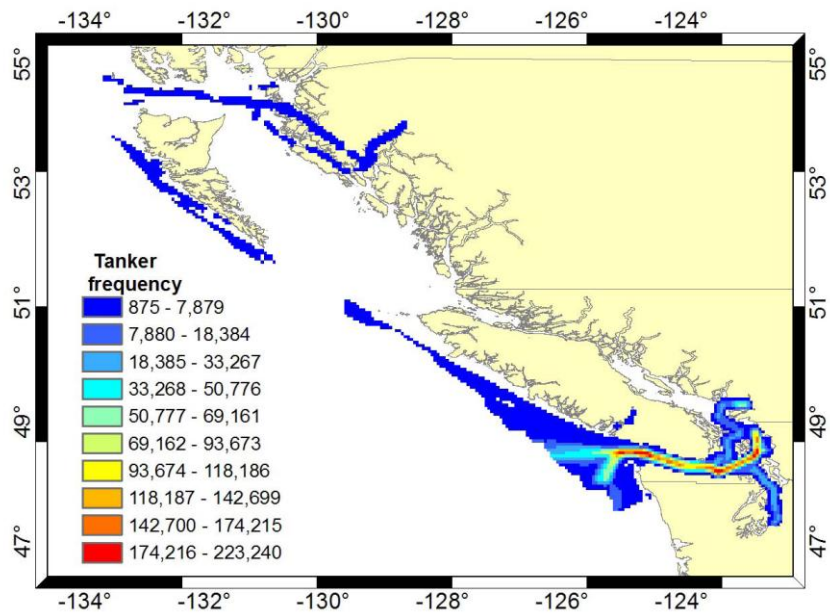 -134° -132° -130° -128° -126° -124°
55°
53°
51°
49°
47°
Tanker
frequency
875 - 7,879
7,880 - 18,384
18,385 - 33,267
33,268 - 50,776
50,777 - 69,161
69,162 - 93,673
93,674 - 118,186
118,187 - 142,699
142,700 - 174,215
174,216 - 223,240
55°
53°
51°
49°
47°
-134° -132° -130° -128° -126° -124°